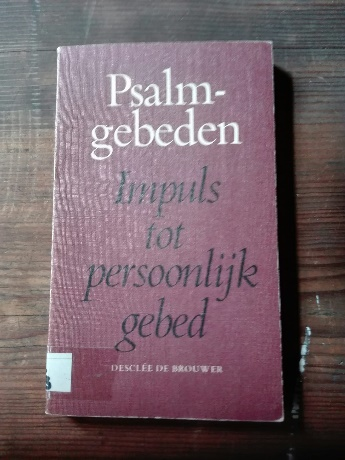 Psalm-
gebeden
Impuls
tot
persoonlijk
gebed
DESCLÉE DE BROUWER